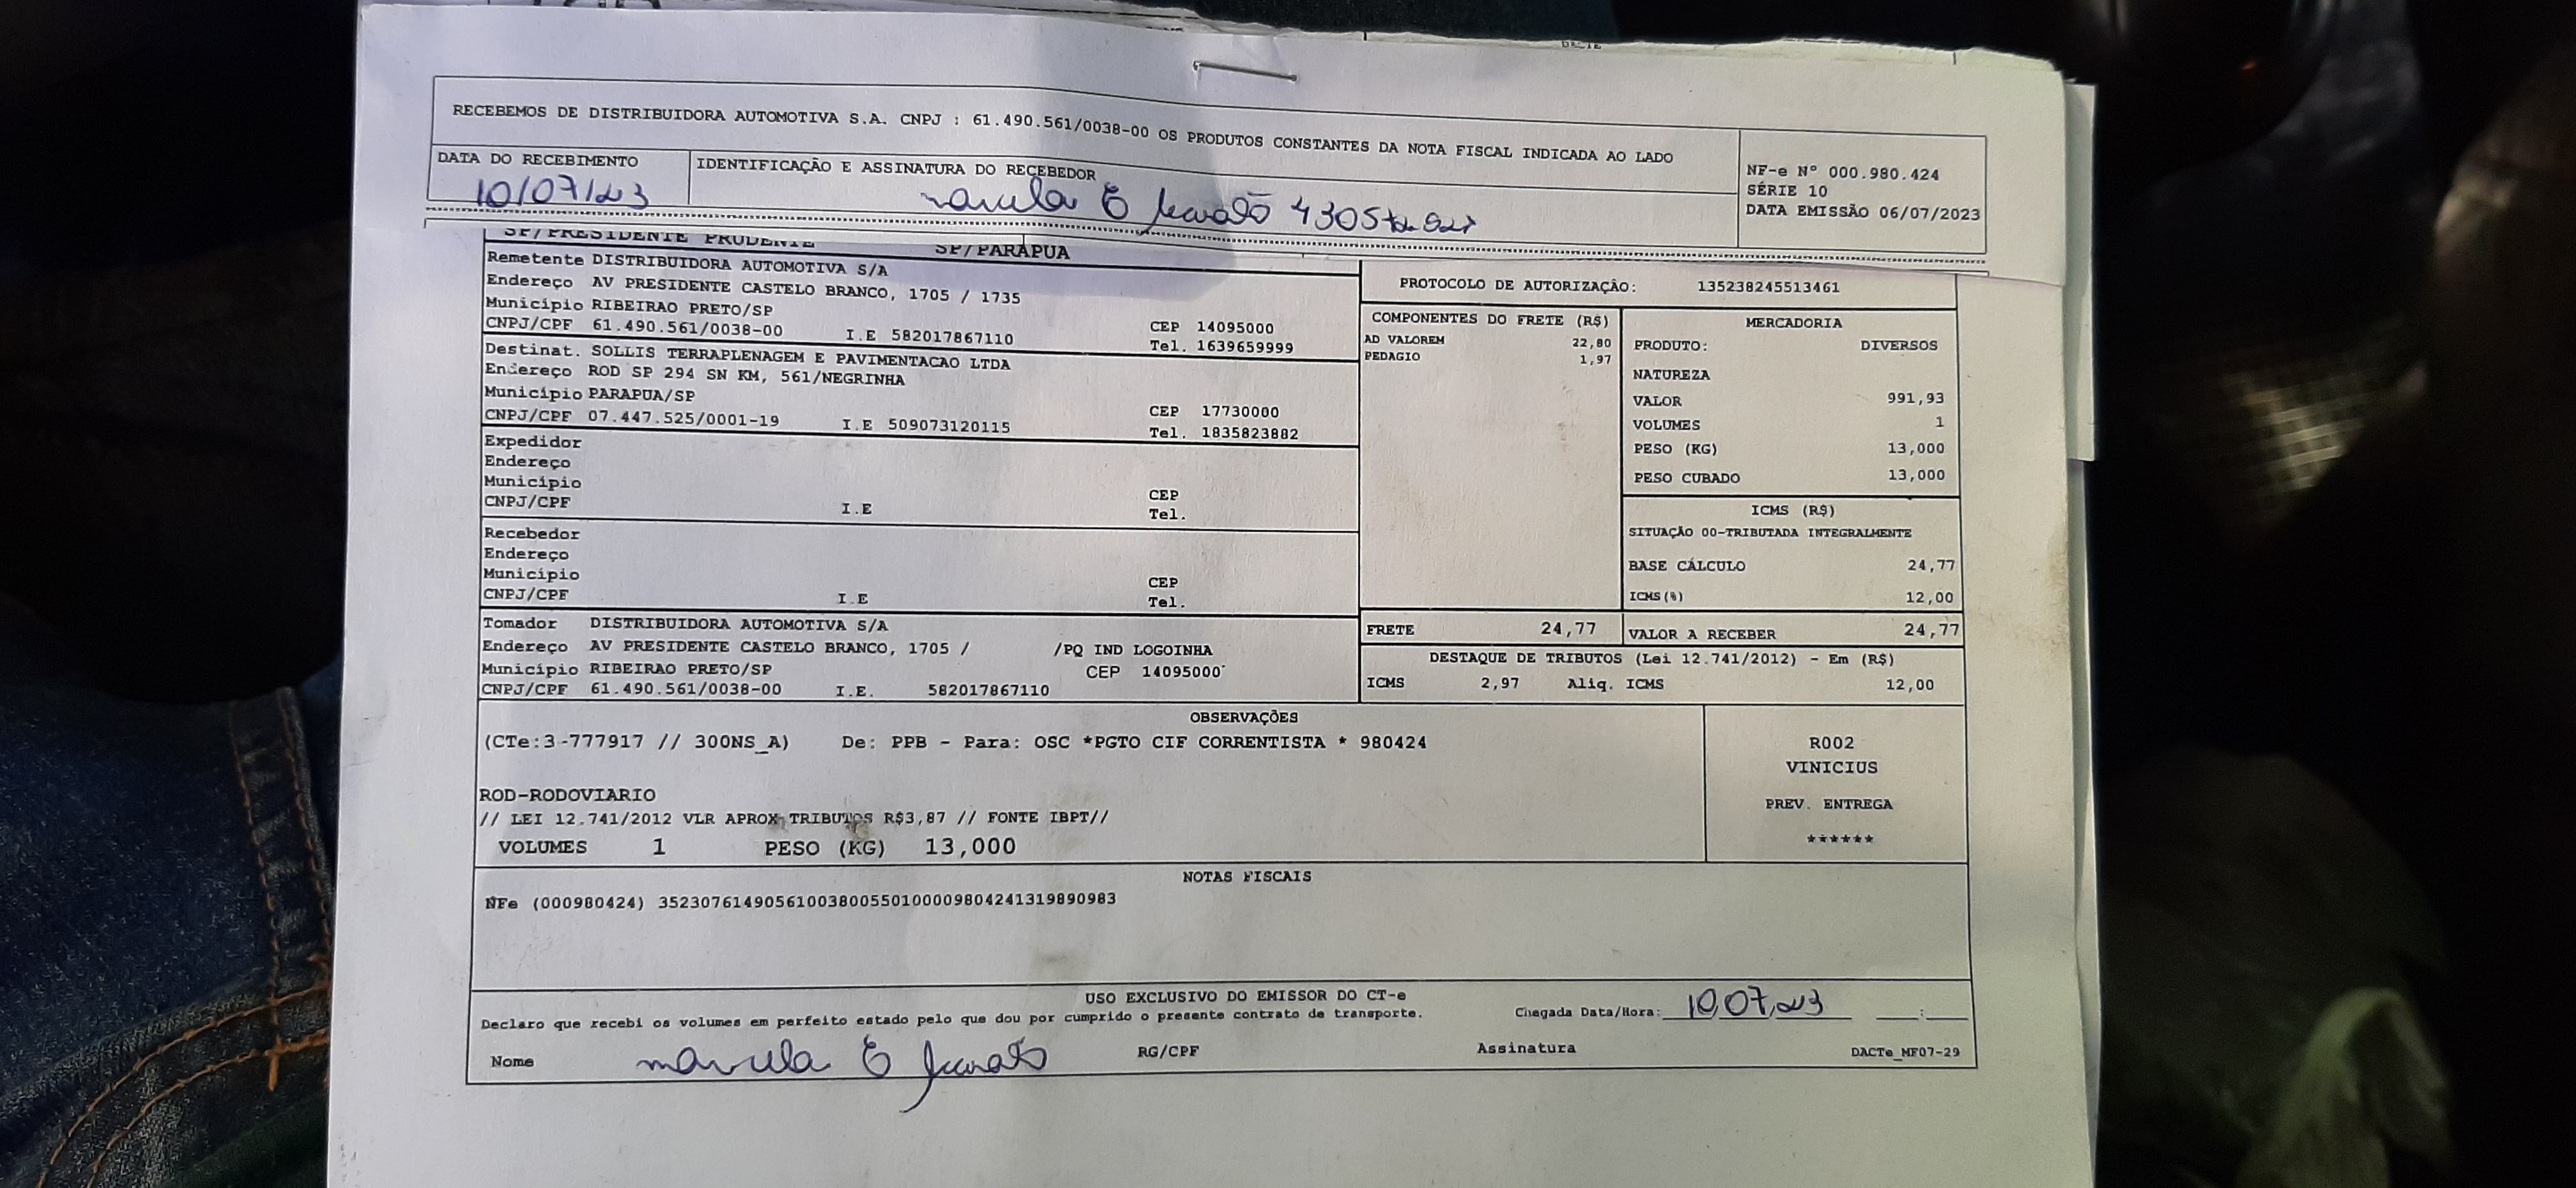 RECEBEMOS DE DISTRIBUIDORA AUTOMOTIVA S.A. CNPJ : 61.490.561/0038-00 OS PRODUTOS CONSTANTES DA NOTA FISCAL INDICADA AO LADO
DATA DO RECEBIMENTO
10/07/23
IDENTIFICAÇÃO E ASSINATURA DO RECEBEDOR
NF-e Nº 000.980.424
SÉRIE 10
DATA EMISSÃO 06/07/2023
SP/PRESIDENTE PRUDENTE SP/PARAPUA
Remetente DISTRIBUIDORA AUTOMOTIVA S/A
Endereço AV PRESIDENTE CASTELO BRANCO, 1705 / 1735
Município RIBEIRAO PRETO/SP CEP 14095000
CNPJ/CPF 61.490.561/0038-00 I.E 582017867110 Tel. 1639659999
Destinat. SOLLIS TERRAPLENAGEM E PAVIMENTACAO LTDA
Endereço ROD SP 294 SN KM, 561/NEGRINHA
Município PARAPUA/SP CEP 17730000
CNPJ/CPF 07.447.525/0001-19 I.E 509073120115 Tel. 1835823882
Expedidor
Endereço
Município CEP
CNPJ/CPF I.E Tel.
Recebedor
Endereço
Município CEP
CNPJ/CPF I.E Tel.
Tomador DISTRIBUIDORA AUTOMOTIVA S/A
Endereço AV PRESIDENTE CASTELO BRANCO, 1705 / /PQ IND LOGOINHA
Município RIBEIRAO PRETO/SP CEP 14095000
CNPJ/CPF 61.490.561/0038-00 I.E. 582017867110
PROTOCOLO DE AUTORIZAÇÃO: 135238245513461
COMPONENTES DO FRETE (R$)
AD VALOREM 22,80
PEDAGIO 1,97
MERCADORIA
PRODUTO: DIVERSOS
NATUREZA
VALOR 991,93
VOLUMES 1
PESO (KG) 13,000
PESO CUBADO 13,000
ICMS (R$)
SITUAÇÃO 00-TRIBUTADA INTEGRALMENTE
BASE CÁLCULO 24,77
ICMS(%) 12,00
FRETE 24,77 VALOR A RECEBER 24,77
DESTAQUE DE TRIBUTOS (Lei 12.741/2012) - Em (R$)
ICMS 2,97 Aliq. ICMS 12,00
OBSERVAÇÕES
(CTe:3-777917 // 300NS_A) De: PPB - Para: OSC *PGTO CIF CORRENTISTA * 980424
ROD-RODOVIARIO
// LEI 12.741/2012 VLR APROX TRIBUTOS R$3,87 // FONTE IBPT//
VOLUMES 1 PESO (KG) 13,000
R002
VINICIUS
PREV. ENTREGA
******
NOTAS FISCAIS
NFe (000980424) 35230761490561003800550100009804241319890983
USO EXCLUSIVO DO EMISSOR DO CT-e
Declaro que recebi os volumes em perfeito estado pelo que dou por cumprido o presente contrato de transporte.
Chegada Data/Hora: 10,07,23 :
Nome RG/CPF Assinatura
DACTe_MF07-29